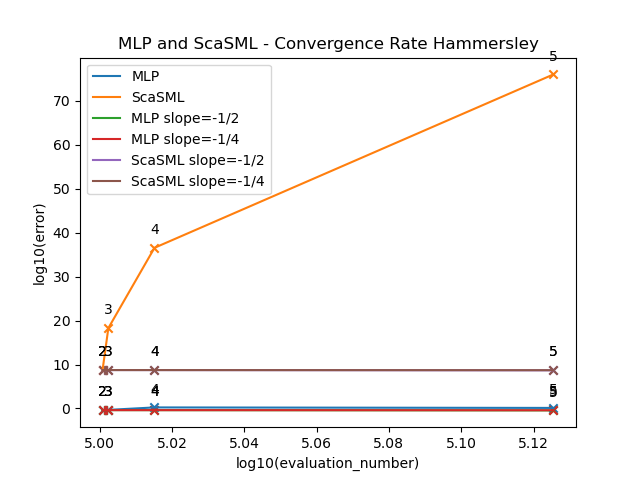 MLP and ScaSML - Convergence Rate Hammersley
MLP
ScaSML
MLP slope=-1/2
MLP slope=-1/4
ScaSML slope=-1/2
ScaSML slope=-1/4
log10(error)
70
60
50
40
30
20
10
0
5
4
3
2 3 4 5
2 3 4 5
5.00 5.02 5.04 5.06 5.08 5.10 5.12
log10(evaluation_number)